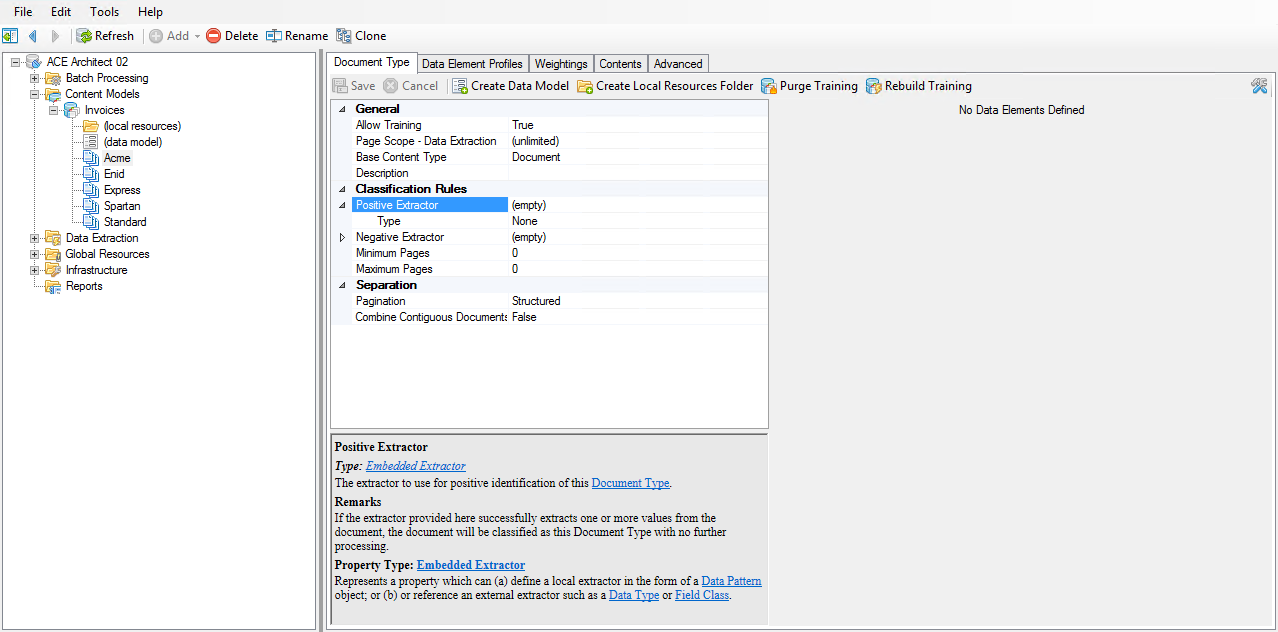 File Edit Tools Help
Refresh Add Delete Rename Clone
ACE Architect 02
Batch Processing
Content Models
Invoices
(local resources)
(data model)
Acme
Enid
Express
Spartan
Standard
Data Extraction
Global Resources
Infrastructure
Reports
Document Type Data Element Profiles Weightings Contents Advanced
Save Cancel Create Data Model Create Local Resources Folder Purge Training Rebuild Training
General
Allow Training True
Page Scope - Data Extraction (unlimited)
Base Content Type Document
Description
Classification Rules
Positive Extractor (empty)
Type None
Negative Extractor (empty)
Minimum Pages 0
Maximum Pages 0
Separation
Pagination Structured
Combine Contiguous Documents False
No Data Elements Defined
Positive Extractor
Type: Embedded Extractor
The extractor to use for positive identification of this Document Type.
Remarks
If the extractor provided here successfully extracts one or more values from the
document, the document will be classified as this Document Type with no further
processing.
Property Type: Embedded Extractor
Represents a property which can (a) define a local extractor in the form of a Data Pattern
object; or (b) or reference an external extractor such as a Data Type or Field Class.